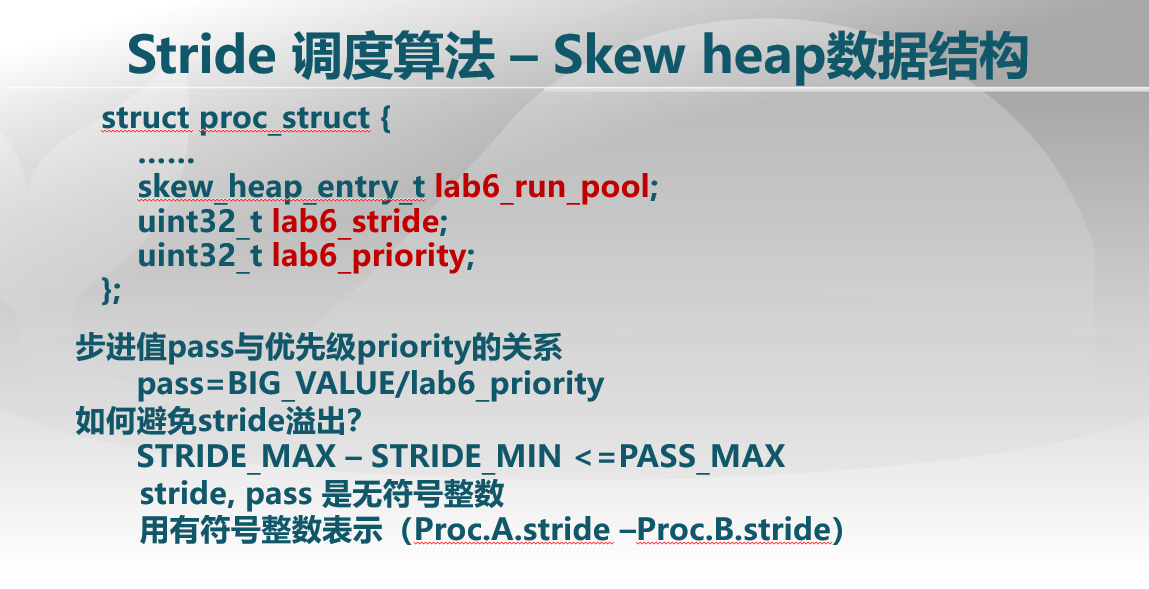 Stride 调度算法 – Skew heap数据结构
struct proc_struct {
……
skew_heap_entry_t lab6_run_pool;
uint32_t lab6_stride;
uint32_t lab6_priority;
};
步进值pass与优先级priority的关系
pass=BIG_VALUE/lab6_priority
如何避免stride溢出?
STRIDE_MAX – STRIDE_MIN <=PASS_MAX
stride, pass 是无符号整数
用有符号整数表示（Proc.A.stride –Proc.B.stride）